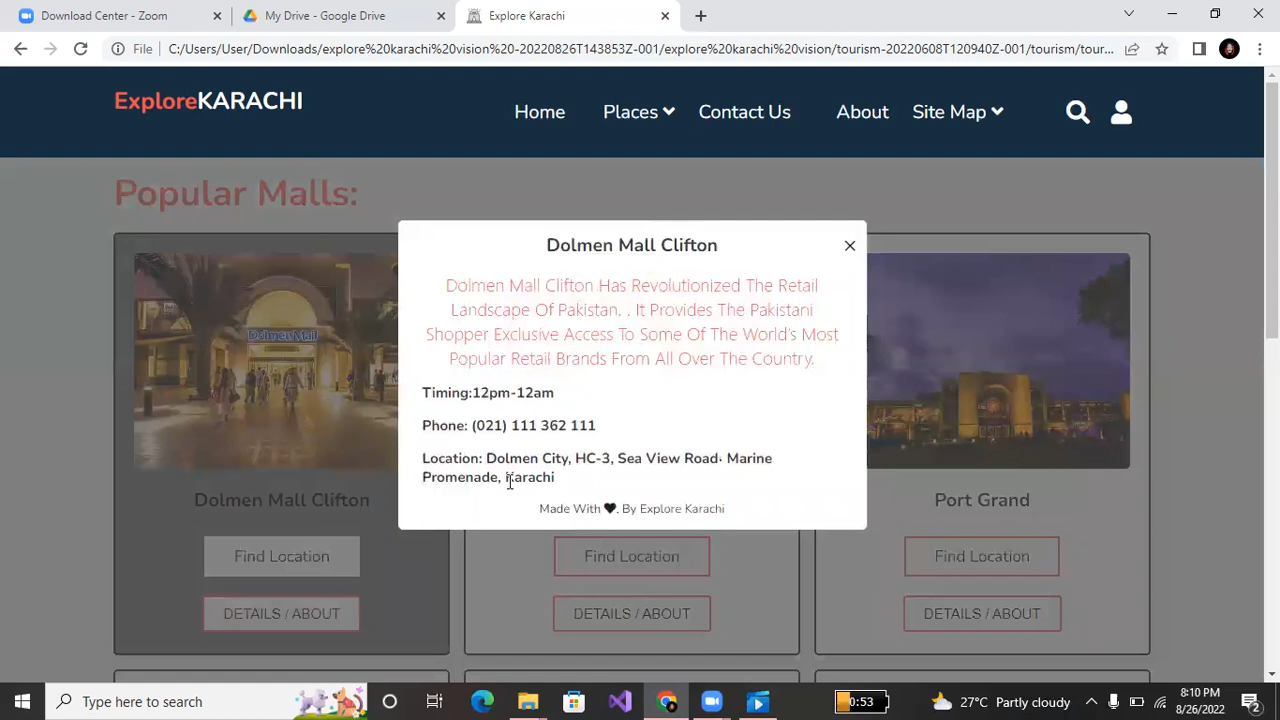 Download Center - Zoom
My Drive - Google Drive
Explore Karachi
File
C:/Users/User/Downloads/explore%20karachi%20vision%20-20220826T143853Z-001/explore%20karachi%20vision/tourism-20220608T120940Z-001/tourism/tour...
ExploreKARACHI
Home
Places
Contact Us
About
Site Map
Popular Malls:
Dolmen Mall Clifton
Dolmen Mall Clifton Has Revolutionized The Retail
Landscape Of Pakistan. . It Provides The Pakistani
Shopper Exclusive Access To Some Of The World's Most
Popular Retail Brands From All Over The Country.
Timing:12pm-12am
Phone: (021) 111 362 111
Location: Dolmen City, HC-3, Sea View Road، Marine
Promenade, Karachi
Made With ❤. By Explore Karachi
Dolmen Mall
Dolmen Mall Clifton
Port Grand
Find Location
Find Location
Find Location
DETAILS / ABOUT
DETAILS / ABOUT
DETAILS / ABOUT
Type here to search
0:53
27°C Partly cloudy
8:10 PM
8/26/2022
2